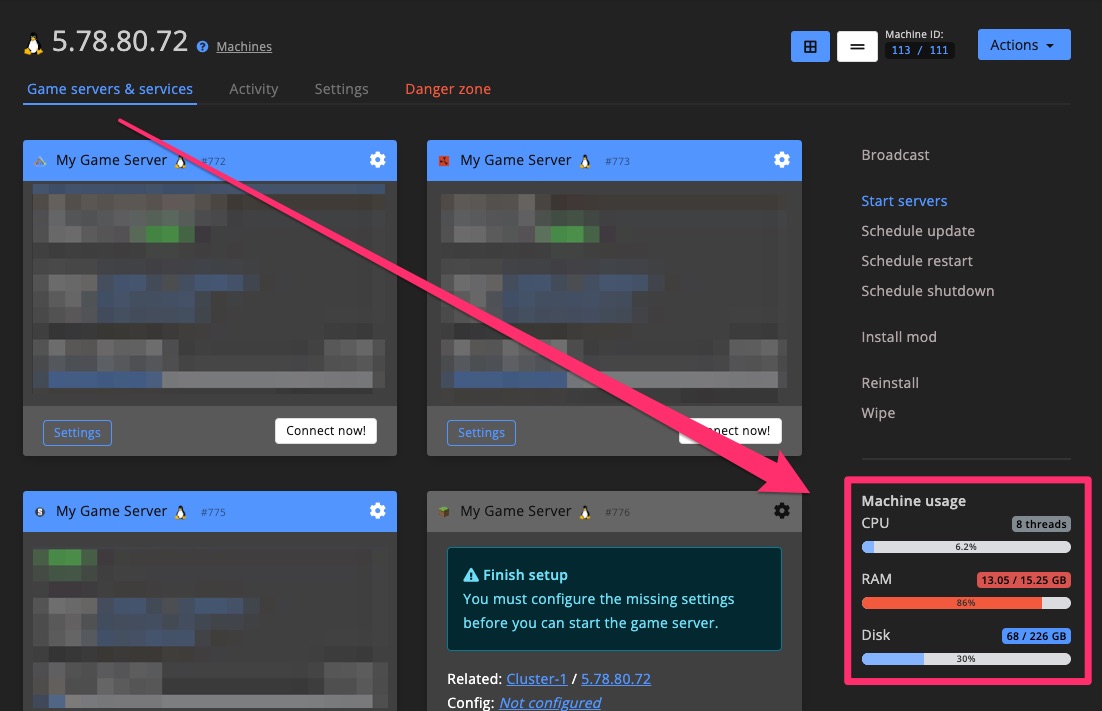 5.78.80.72 ? Machines
Machine ID:
113 / 111
Actions
Game servers & services
Activity
Settings
Danger zone
My Game Server #772
Settings
Connect now!
My Game Server #773
Settings
nect now!
My Game Server #775
My Game Server #776
Finish setup
You must configure the missing settings
before you can start the game server.
Related: Cluster-1 / 5.78.80.72
Config: Not configured
Broadcast
Start servers
Schedule update
Schedule restart
Schedule shutdown
Install mod
Reinstall
Wipe
Machine usage
CPU 8 threads
6.2%
RAM 13.05 / 15.25 GB
86%
Disk 68 / 226 GB
30%